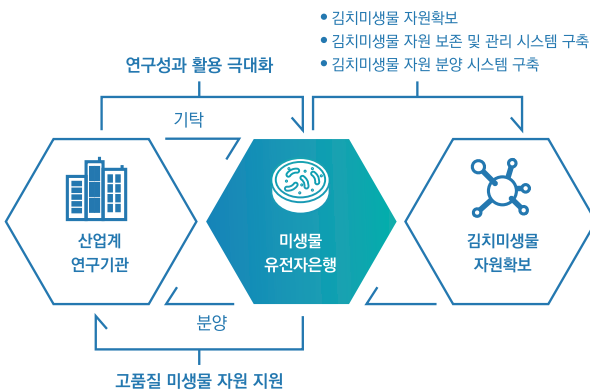 • 김치미생물 자원확보
• 김치미생물 자원 보존 및 관리 시스템 구축
• 김치미생물 자원 분양 시스템 구축
연구성과 활용 극대화
기탁
산업계
연구기관
미생물
유전자은행
김치미생물
자원확보
분양
고품질 미생물 자원 지원